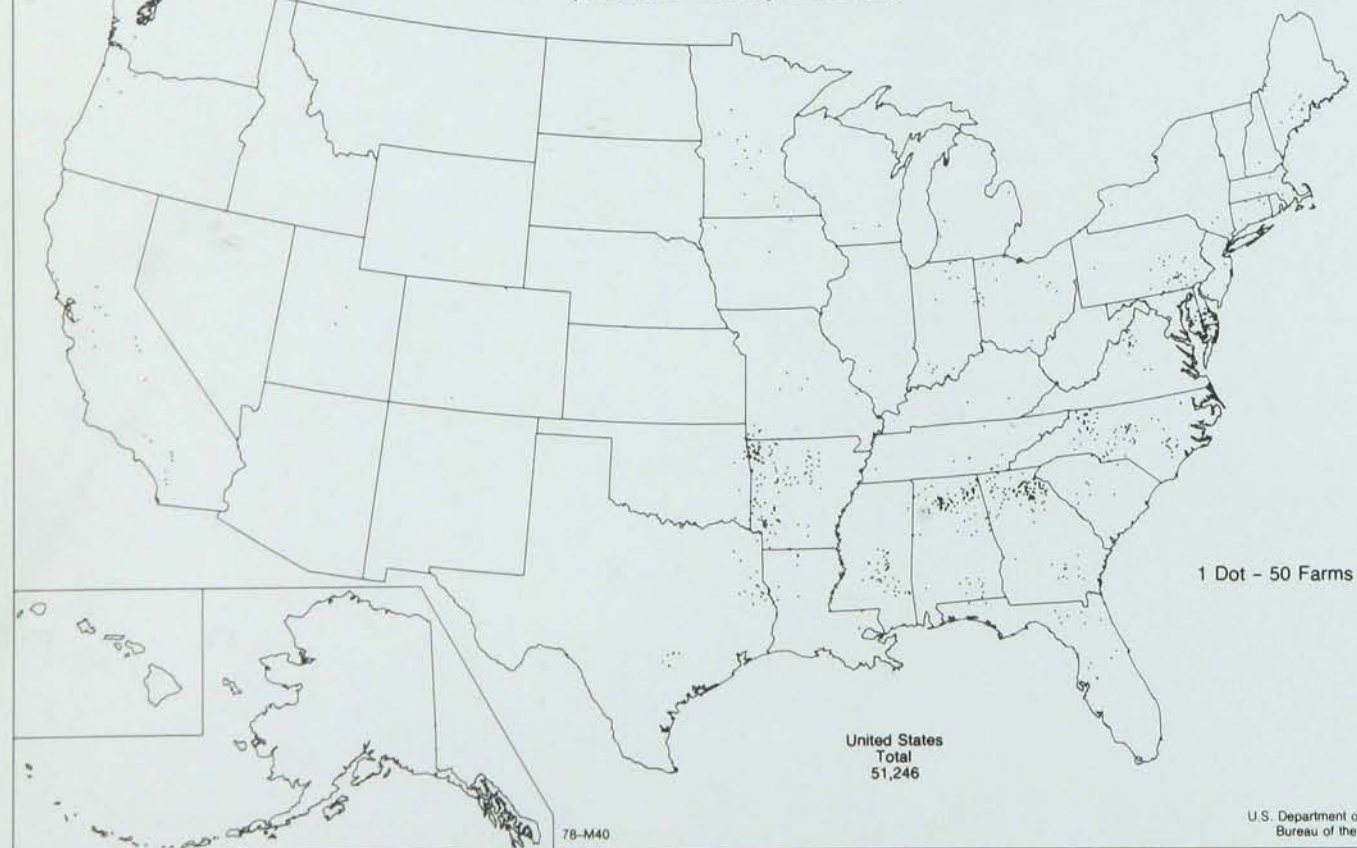 1 Dot - 50 Farms
United States
Total
51,246
78-M40
U.S. Department o
Bureau of the